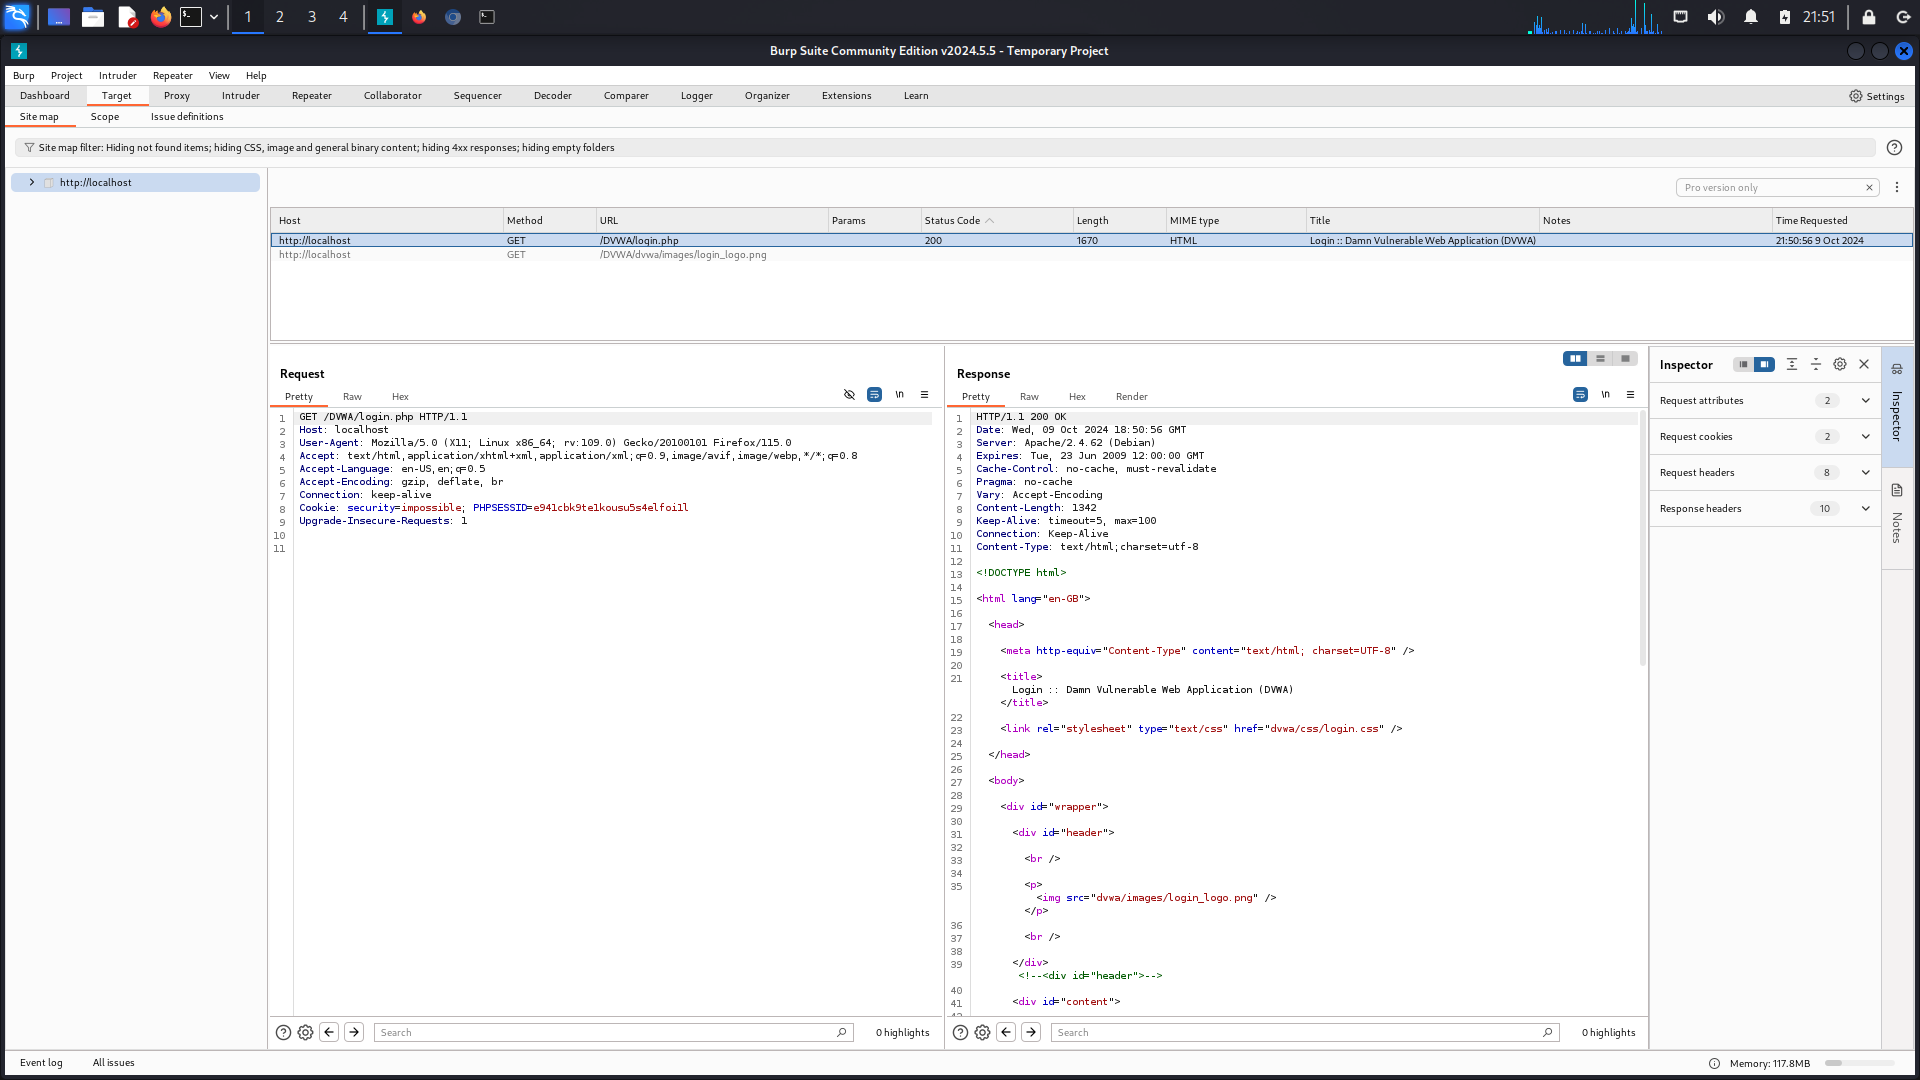 1 2 3 4 21:51
Burp Suite Community Edition v2024.5.5 - Temporary Project
Burp Project Intruder Repeater View Help
Dashboard Target Proxy Intruder Repeater Collaborator Sequencer Decoder Comparer Logger Organizer Extensions Learn Settings
Site map Scope Issue definitions
Site map filter: Hiding not found items; hiding CSS, image and general binary content; hiding 4xx responses; hiding empty folders
http://localhost
Pro version only
Host Method URL Params Status Code Length MIME type Title Notes Time Requested
http://localhost GET /DVWA/login.php 200 1670 HTML Login :: Damn Vulnerable Web Application (DVWA) 21:50:56 9 Oct 2024
http://localhost GET /DVWA/dvwa/images/login_logo.png
Request
Pretty Raw Hex
\n
1 GET /DVWA/login.php HTTP/1.1
2 Host: localhost
3 User-Agent: Mozilla/5.0 (X11; Linux x86_64; rv:109.0) Gecko/20100101 Firefox/115.0
4 Accept: text/html,application/xhtml+xml,application/xml;q=0.9,image/avif,image/webp,*/*;q=0.8
5 Accept-Language: en-US,en;q=0.5
6 Accept-Encoding: gzip, deflate, br
7 Connection: keep-alive
8 Cookie: security=impossible; PHPSESSID=e941cbk9te1kousu5s4elfoi1l
9 Upgrade-Insecure-Requests: 1
10
11
Search
0 highlights
Response
Pretty Raw Hex Render
\n
1 HTTP/1.1 200 OK
2 Date: Wed, 09 Oct 2024 18:50:56 GMT
3 Server: Apache/2.4.62 (Debian)
4 Expires: Tue, 23 Jun 2009 12:00:00 GMT
5 Cache-Control: no-cache, must-revalidate
6 Pragma: no-cache
7 Vary: Accept-Encoding
8 Content-Length: 1342
9 Keep-Alive: timeout=5, max=100
10 Connection: Keep-Alive
11 Content-Type: text/html;charset=utf-8
12
13 <!DOCTYPE html>
14
15 <html lang="en-GB">
16
17 <head>
18
19 <meta http-equiv="Content-Type" content="text/html; charset=UTF-8" />
20
21 <title>
Login :: Damn Vulnerable Web Application (DVWA)
</title>
22
23 <link rel="stylesheet" type="text/css" href="dvwa/css/login.css" />
24
25 </head>
26
27 <body>
28
29 <div id="wrapper">
30
31 <div id="header">
32
33 <br />
34
35 <p>
<img src="dvwa/images/login_logo.png" />
</p>
36
37 <br />
38
39 </div>
<!--<div id="header">-->
40
41 <div id="content">
Search
0 highlights
Inspector
Request attributes 2
Request cookies 2
Request headers 8
Response headers 10
Inspector
Notes
Event log All issues
Memory: 117.8MB